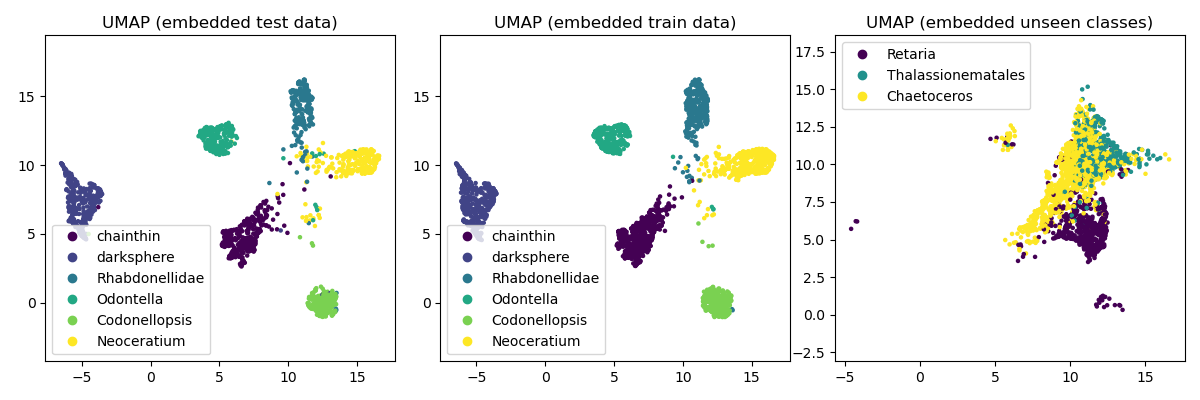 UMAP (embedded test data)
15
10
5
0
−5
0
5
10
15
chainthin
darksphere
Rhabdonellidae
Odontella
Codonellopsis
Neoceratium
UMAP (embedded train data)
15
10
5
0
−5
0
5
10
15
chainthin
darksphere
Rhabdonellidae
Odontella
Codonellopsis
Neoceratium
UMAP (embedded unseen classes)
17.5
15.0
12.5
10.0
7.5
5.0
2.5
0.0
−2.5
−5
0
5
10
15
Retaria
Thalassionematales
Chaetoceros